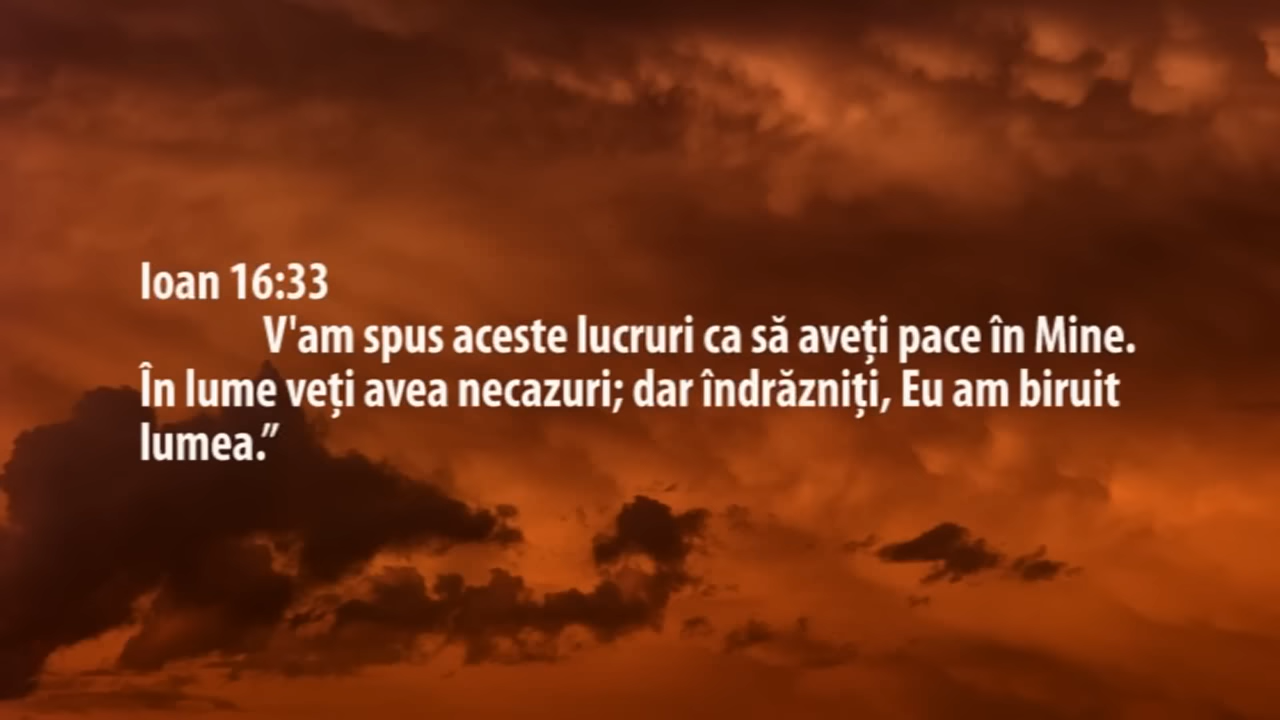 Ioan 16:33
V'am spus aceste lucruri ca să aveți pace în Mine.
În lume veți avea necazuri; dar îndrăzniți, Eu am biruit
lumea.”